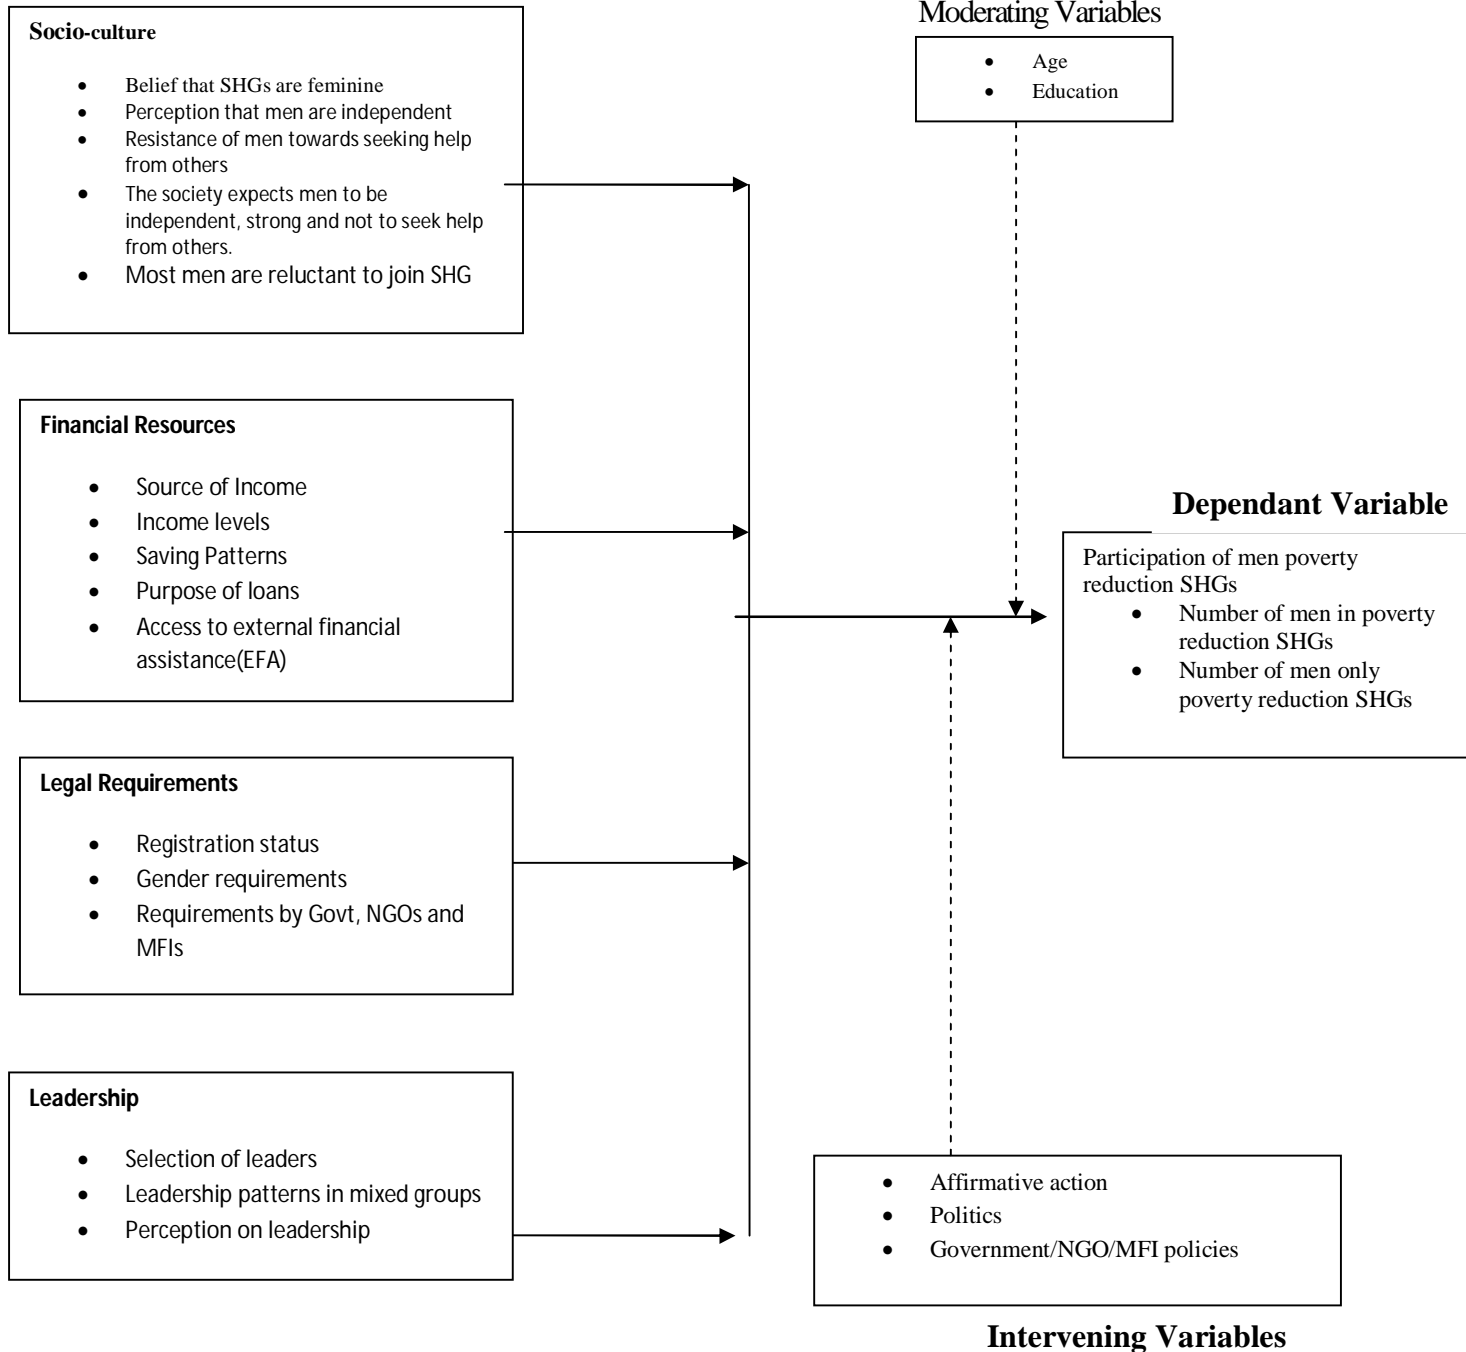 Socio-culture
• Belief that SHGs are feminine
• Perception that men are independent
• Resistance of men towards seeking help
from others
• The society expects men to be
independent, strong and not to seek help
from others.
• Most men are reluctant to join SHG
Financial Resources
• Source of Income
• Income levels
• Saving Patterns
• Purpose of loans
• Access to external financial
assistance(EFA)
Legal Requirements
• Registration status
• Gender requirements
• Requirements by Govt, NGOs and
MFIs
Leadership
• Selection of leaders
• Leadership patterns in mixed groups
• Perception on leadership
Moderating Variables
• Age
• Education
Dependant Variable
Participation of men poverty
reduction SHGs
• Number of men in poverty
reduction SHGs
• Number of men only
poverty reduction SHGs
• Affirmative action
• Politics
• Government/NGO/MFI policies
Intervening Variables